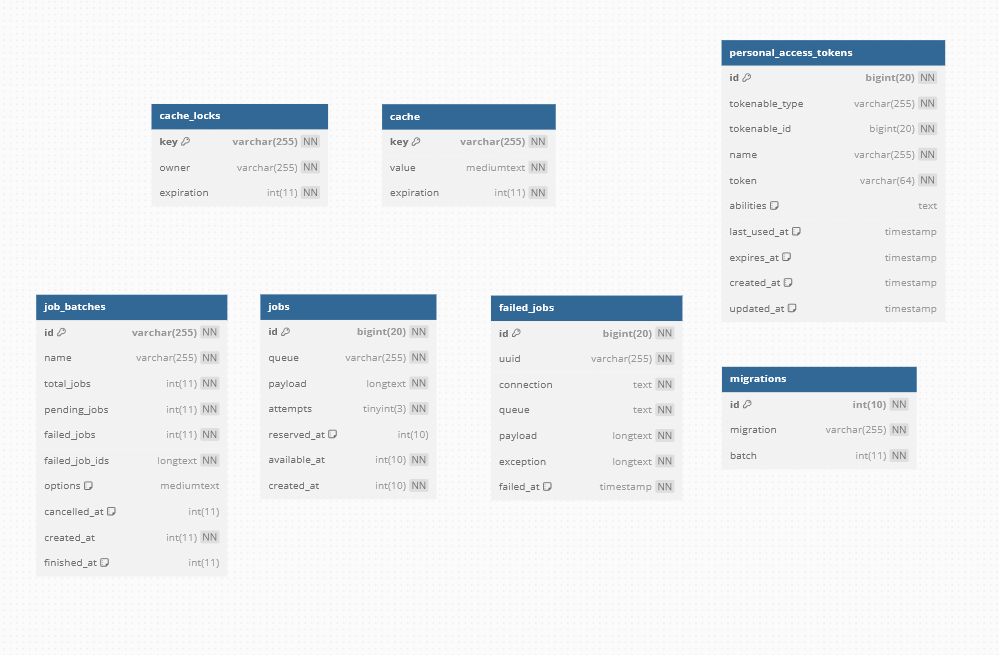 cache_locks
key varchar(255) NN
owner varchar(255) NN
expiration int(11) NN
cache
key varchar(255) NN
value mediumtext NN
expiration int(11) NN
personal_access_tokens
id bigint(20) NN
tokenable_type varchar(255) NN
tokenable_id bigint(20) NN
name varchar(255) NN
token varchar(64) NN
abilities text
last_used_at timestamp
expires_at timestamp
created_at timestamp
updated_at timestamp
job_batches
id varchar(255) NN
name varchar(255) NN
total_jobs int(11) NN
pending_jobs int(11) NN
failed_jobs int(11) NN
failed_job_ids longtext NN
options mediumtext
cancelled_at int(11)
created_at int(11) NN
finished_at int(11)
jobs
id bigint(20) NN
queue varchar(255) NN
payload longtext NN
attempts tinyint(3) NN
reserved_at int(10)
available_at int(10) NN
created_at int(10) NN
failed_jobs
id bigint(20) NN
uuid varchar(255) NN
connection text NN
queue text NN
payload longtext NN
exception longtext NN
failed_at timestamp NN
migrations
id int(10) NN
migration varchar(255) NN
batch int(11) NN